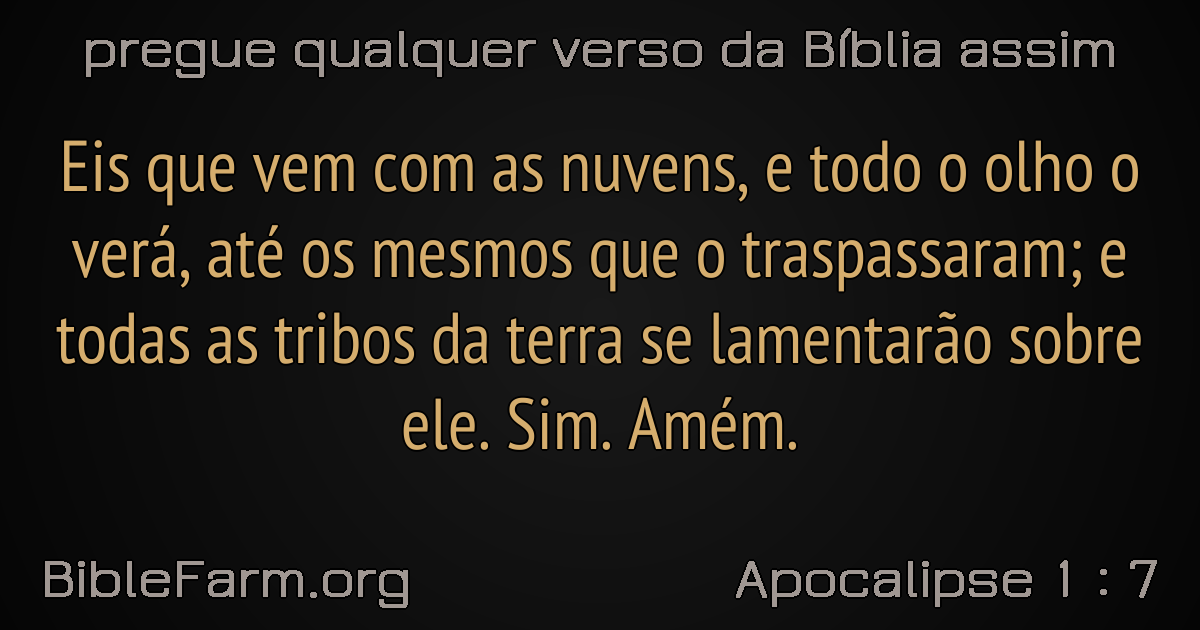 pregue qualquer verso da Bíblia assim
Eis que vem com as nuvens, e todo o olho o
verá, até os mesmos que o traspassaram; e
todas as tribos da terra se lamentarão sobre
ele. Sim. Amém.
BibleFarm.org
Apocalipse 1 : 7